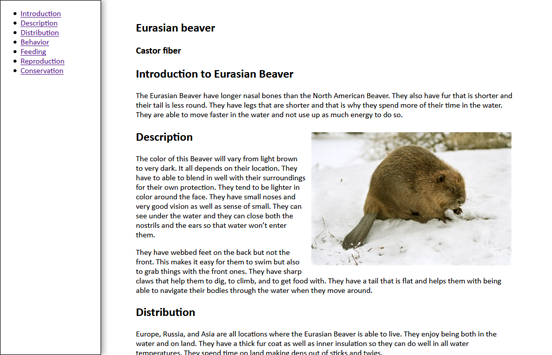 Introduction
Description
Distribution
Behavior
Feeding
Reproduction
Conservation
Eurasian beaver
Castor fiber
Introduction to Eurasian Beaver
The Eurasian Beaver have longer nasal bones than the North American Beaver. They also have fur that is shorter and
their tail is less round. They have legs that are shorter and that is why they spend more of their time in the water.
They are able to move faster in the water and not use up as much energy to do so.
Description
The color of this Beaver will vary from light brown
to very dark. It all depends on their location. They
have to able to blend in well with their surroundings
for their own protection. They tend to be lighter in
color around the face. They have small noses and
very good vision as well as sense of small. They can
see under the water and they can close both the
nostrils and the ears so that water won't enter
them.
They have webbed feet on the back but not the
front. This makes it easy for them to swim but also
to grab things with the front ones. They have sharp
claws that help them to dig, to climb, and to get food with. They have a tail that is flat and helps them with being
able to navigate their bodies through the water when they move around.
Distribution
Europe, Russia, and Asia are all locations where the Eurasian Beaver is able to live. They enjoy being both in the
water and on land. They have a thick fur coat as well as inner insulation so they can do well in all water
temperatures. They spend time on land making dens out of sticks and twigs.